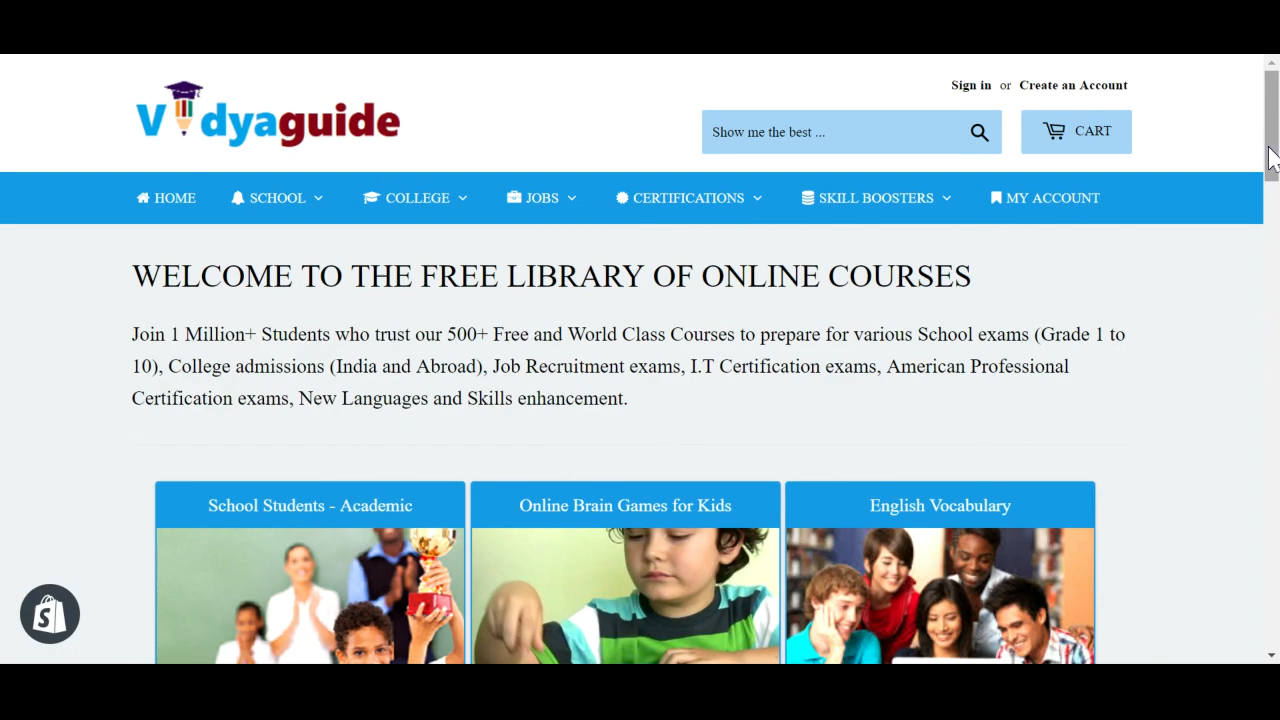 Vidyaguide
Sign in or Create an Account
Show me the best ...
CART
HOME SCHOOL COLLEGE JOBS CERTIFICATIONS SKILL BOOSTERS MY ACCOUNT
WELCOME TO THE FREE LIBRARY OF ONLINE COURSES
Join 1 Million+ Students who trust our 500+ Free and World Class Courses to prepare for various School exams (Grade 1 to
10), College admissions (India and Abroad), Job Recruitment exams, I.T Certification exams, American Professional
Certification exams, New Languages and Skills enhancement.
School Students - Academic
Online Brain Games for Kids
English Vocabulary